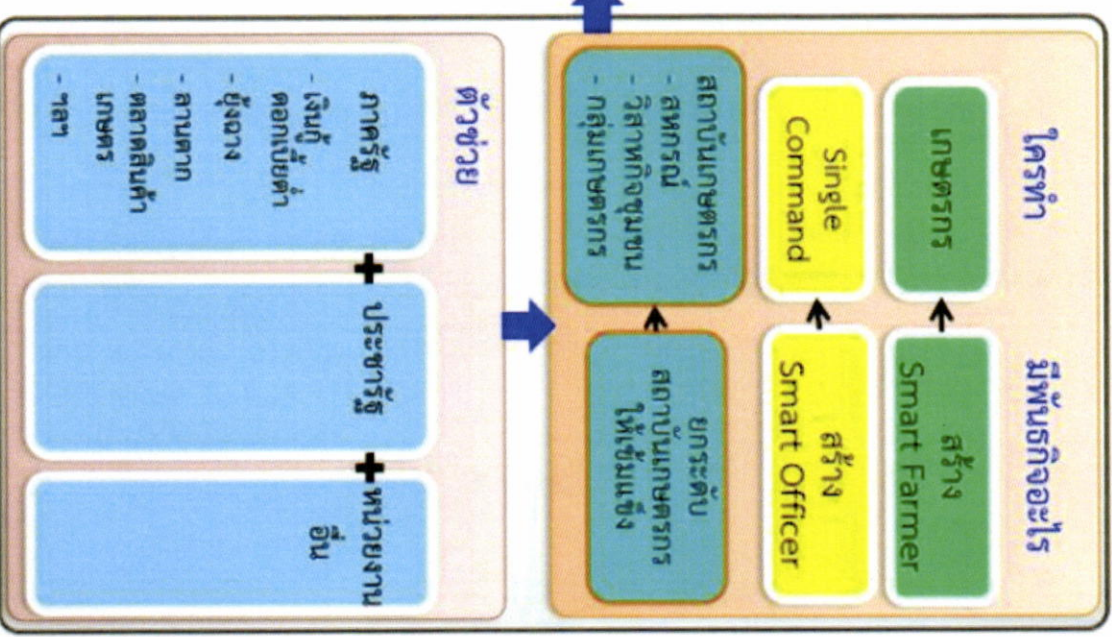 ใครทำ
มีพันธกิจอะไร
เกษตรกร
สร้าง
Smart Farmer
Single
Command
สร้าง
Smart Officer
สถาบันเกษตรกร
- สหกรณ์
- วิสาหกิจชุมชน
- กลุ่มเกษตรกร
ยกระดับ
สถาบันเกษตรกร
ให้เข้มแข็ง
ตัวช่วย
ภาครัฐ
- เงินกู้
ดอกเบี้ยต่ำ
- ยุ้งฉาง
- ลานตาก
- ตลาดสินค้า
เกษตร
- ฯลฯ
+
ประชารัฐ
+
หน่วยงาน
อื่น